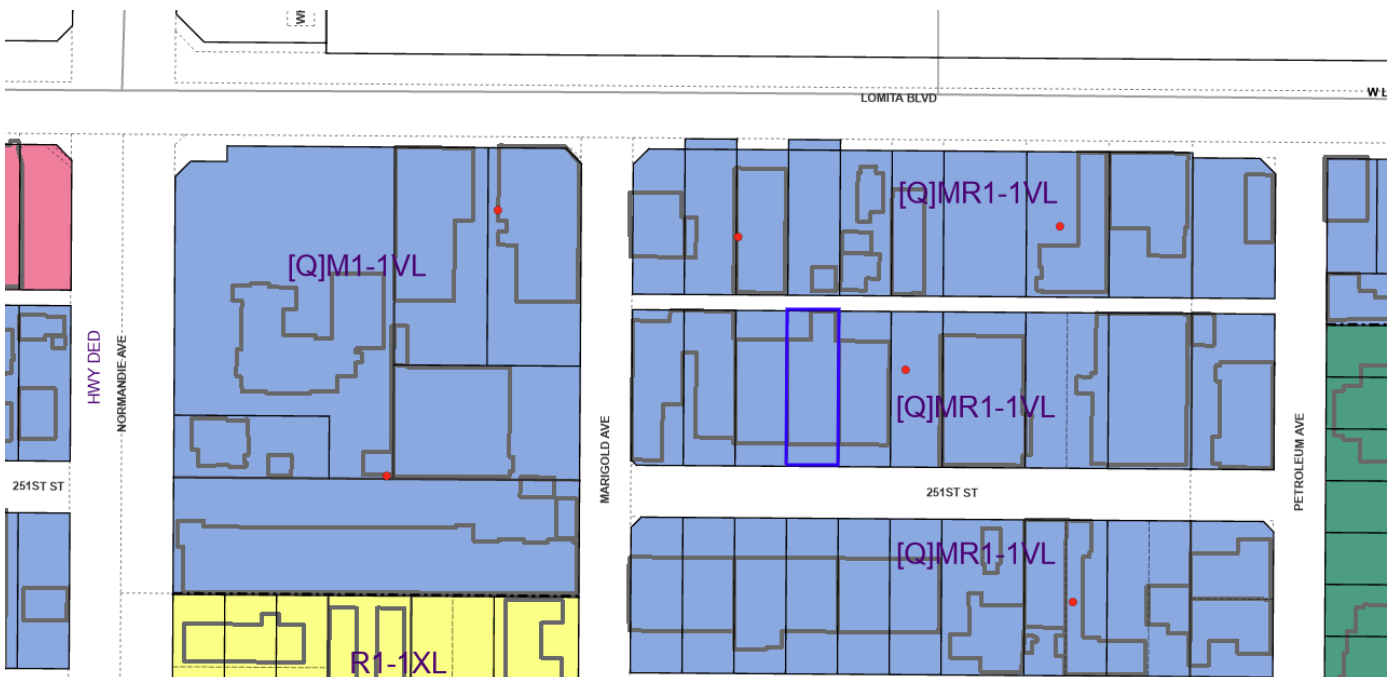 LOMITA BLVD
W L
[Q]MR1-1VL
[Q]M1-1VL
HWY DED
NORMANDIE AVE
[Q]MR1-1VL
MARIGOLD AVE
PETROLEUM AVE
251ST ST
251ST ST
[Q]MR1-1VL
R1-1XL